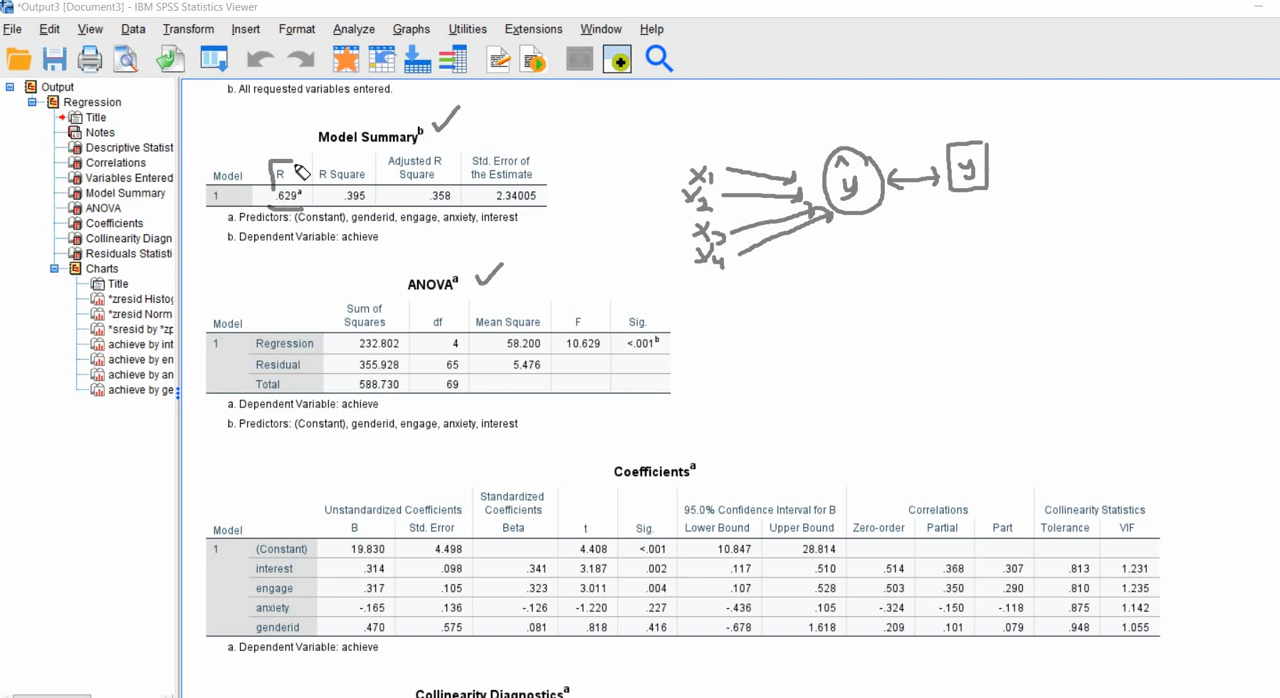 *Output3 [Document3] - IBM SPSS Statistics Viewer
File Edit View Data Transform Insert Format Analyze Graphs Utilities Extensions Window Help
Output
Regression
Title
Notes
Descriptive Statist
Correlations
Variables Entered
Model Summary
ANOVA
Coefficients
Collinearity Diagn
Residuals Statisti
Charts
Title
*zresid Histog
*zresid Norm
*sresid by *zp
achieve by int
achieve by en
achieve by an
achieve by ge
b. All requested variables entered.
Model Summaryb
Model R R Square Adjusted R Square Std. Error of the Estimate
1 .629a .395 .358 2.34005
a. Predictors: (Constant), genderid, engage, anxiety, interest
b. Dependent Variable: achieve
x1
x2
x3
x4
ŷ
y
ANOVAa
Model Sum of Squares df Mean Square F Sig.
1 Regression 232.802 4 58.200 10.629 <.001b
Residual 355.928 65 5.476
Total 588.730 69
a. Dependent Variable: achieve
b. Predictors: (Constant), genderid, engage, anxiety, interest
Coefficientsa
Unstandardized Coefficients Standardized Coefficients 95.0% Confidence Interval for B Correlations Collinearity Statistics
Model B Std. Error Beta t Sig. Lower Bound Upper Bound Zero-order Partial Part Tolerance VIF
1 (Constant) 19.830 4.498 4.408 <.001 10.847 28.814
interest .314 .098 .341 3.187 .002 .117 .510 .514 .368 .307 .813 1.231
engage .317 .105 .323 3.011 .004 .107 .528 .503 .350 .290 .810 1.235
anxiety -.165 .136 -.126 -1.220 .227 -.436 .105 -.324 -.150 -.118 .875 1.142
genderid .470 .575 .081 .818 .416 -.678 1.618 .209 .101 .079 .948 1.055
a. Dependent Variable: achieve
Collinearity Diagnosticsa